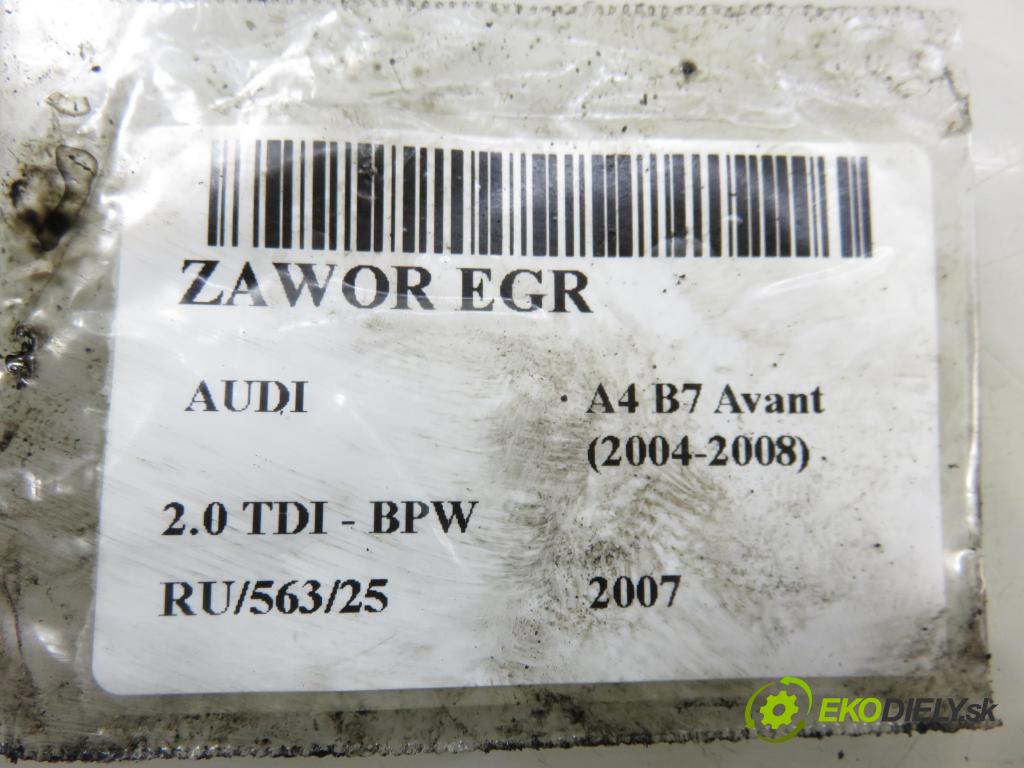 ZAWOR EGR
AUDI
A4 B7 Avant
(2004-2008)
2.0 TDI - BPW
RU/563/25
2007
EKODIELY.sk